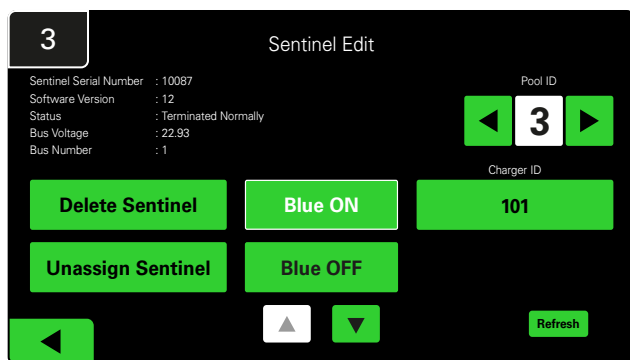 3
Sentinel Edit
Sentinel Serial Number : 10087
Software Version : 12
Status : Terminated Normally
Bus Voltage : 22.93
Bus Number : 1
Pool ID
3
Charger ID
Delete Sentinel
Blue ON
101
Unassign Sentinel
Blue OFF
Refresh